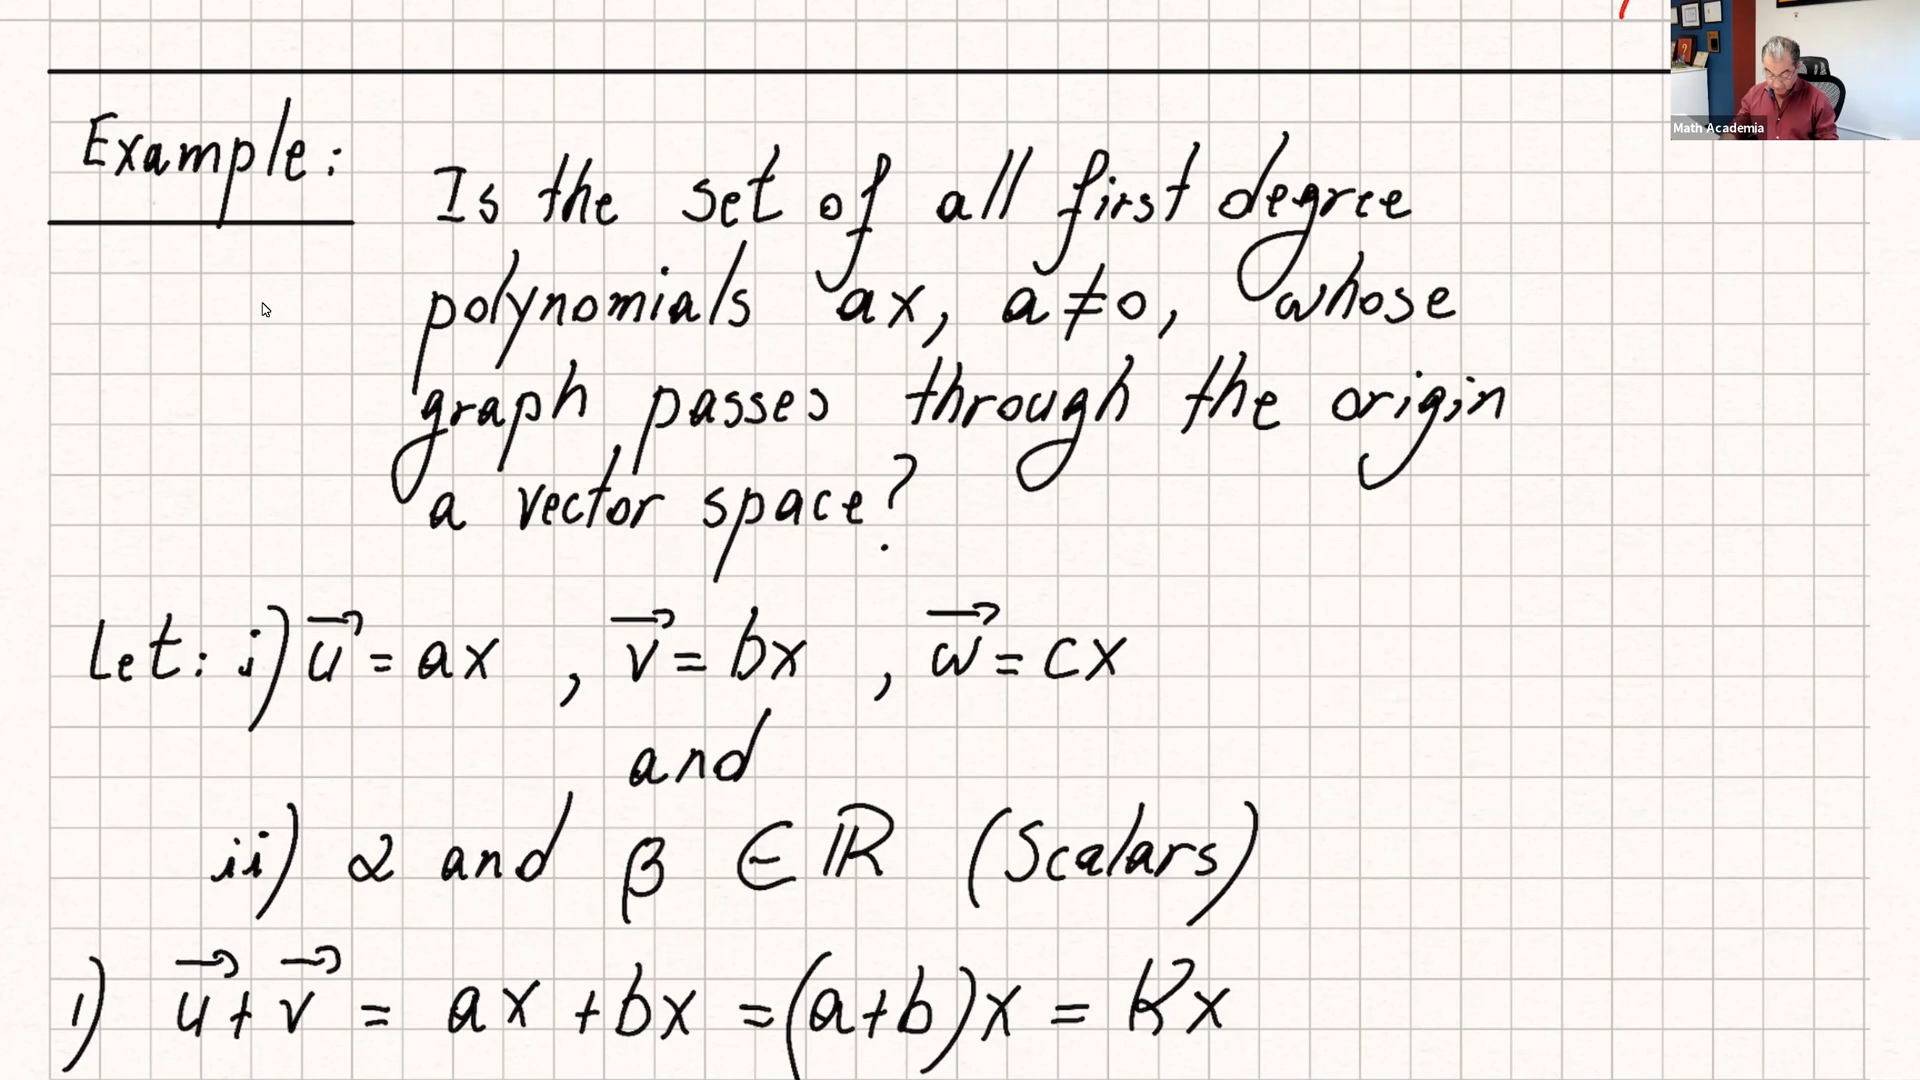 Math Academia
Example:
Is the set of all first degree
polynomials ax, a≠0, whose
graph passes through the origin
a vector space?
Let: i) u⃗ = ax , v⃗ = bx , w⃗ = cx
and
ii) α and β ∈ ℝ (Scalars)
1) u⃗ + v⃗ = ax + bx = (a+b)x = Kx